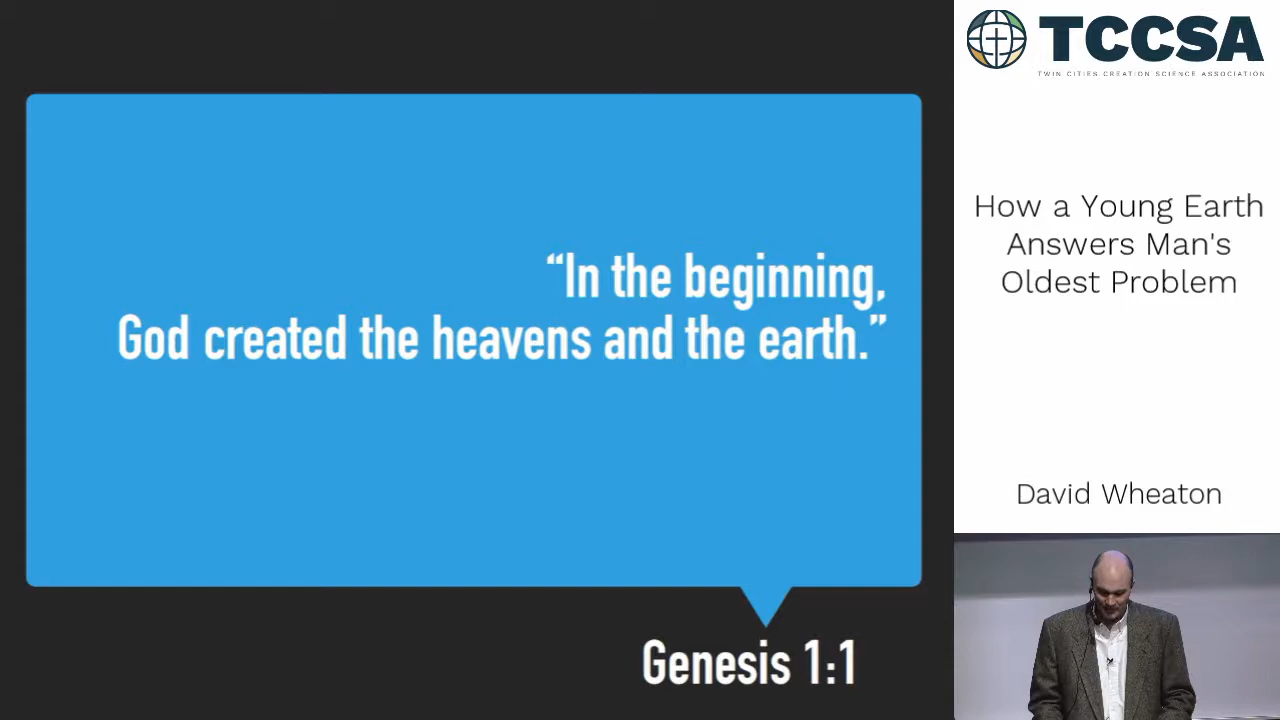 “In the beginning,
God created the heavens and the earth.”
Genesis 1:1
TCCSA
TWIN CITIES CREATION SCIENCE ASSOCIATION
How a Young Earth
Answers Man's
Oldest Problem
David Wheaton